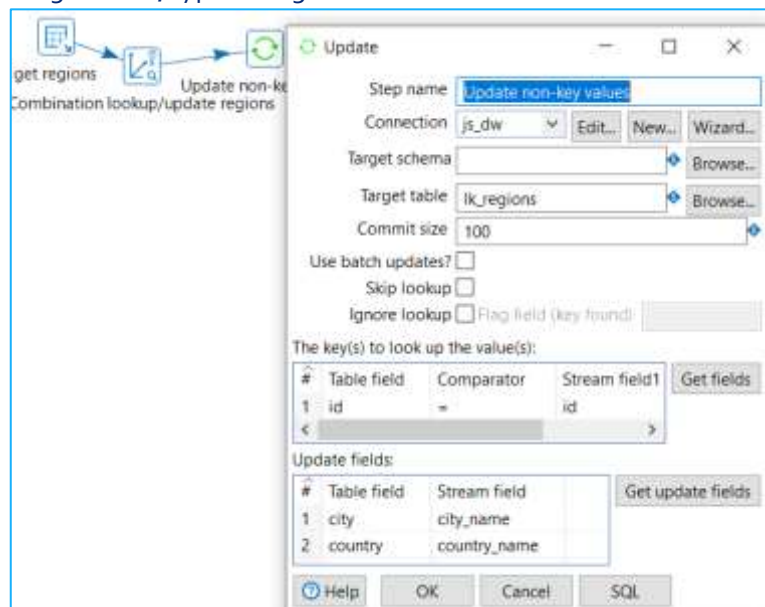 Update
get regions
Update non-ke
Combination lookup/update regions
Step name Update non-key values
Connection js_dw Edit... New... Wizard...
Target schema Browse...
Target table lk_regions Browse...
Commit size 100
Use batch updates?
Skip lookup
Ignore lookup Flag field (key found)
The key(s) to look up the value(s):
# Table field Comparator Stream field1 Get fields
1 id = id
Update fields:
# Table field Stream field Get update fields
1 city city_name
2 country country_name
Help OK Cancel SQL